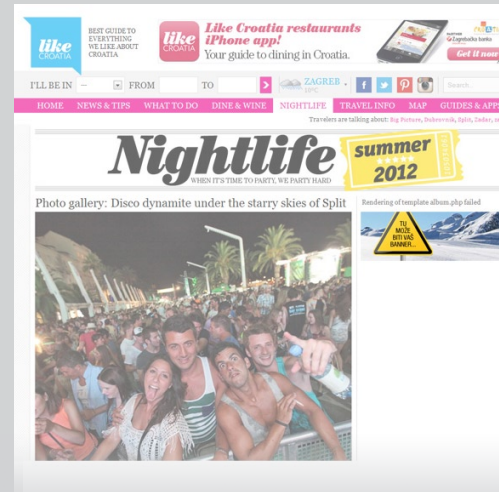 like
CROATIA
BEST GUIDE TO
EVERYTHING
WE LIKE ABOUT
CROATIA
like
CROATIA
Like Croatia restaurants
iPhone app!
Your guide to dining in Croatia.
Zagrebačka banka
Get it now
I'LL BE IN -- FROM TO ZAGREB
Search...
HOME NEWS & TIPS WHAT TO DO DINE & WINE NIGHTLIFE TRAVEL INFO MAP GUIDES & APPS
Travelers are talking about: Big Picture, Dubrovnik, Split, Zadar,
Nightlife
WHEN IT'S TIME TO PARTY, WE PARTY HARD
summer
2012
Photo gallery: Disco dynamite under the starry skies of Split
Rendering of template album.php failed
TU
MOŽE
BITI VAŠ
BANNER...